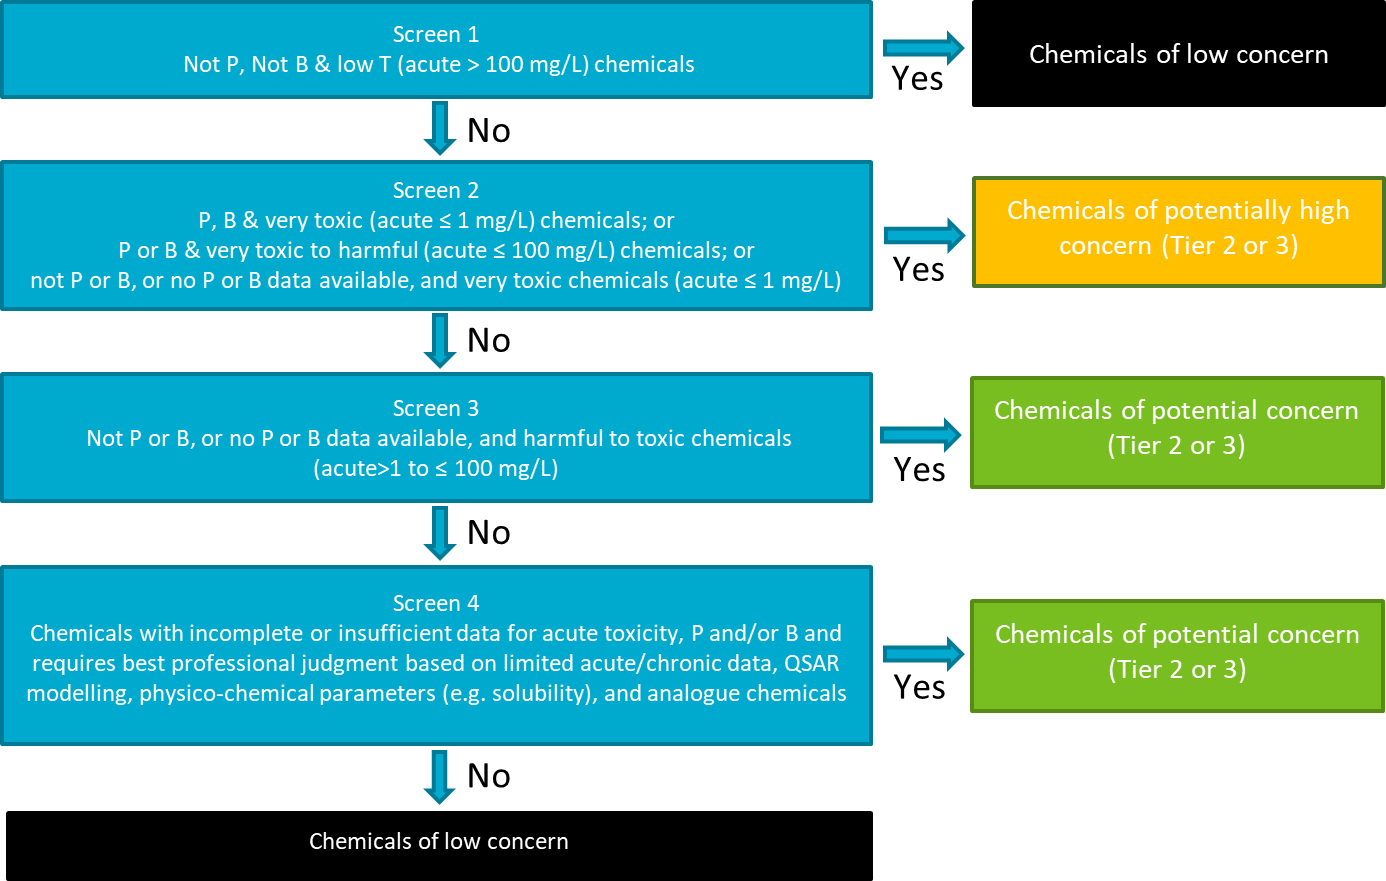 Screen 1
Not P, Not B & low T (acute > 100 mg/L) chemicals
Yes
Chemicals of low concern
No
Screen 2
P, B & very toxic (acute ≤ 1 mg/L) chemicals; or
P or B & very toxic to harmful (acute ≤ 100 mg/L) chemicals; or
not P or B, or no P or B data available, and very toxic chemicals (acute ≤ 1 mg/L)
Yes
Chemicals of potentially high
concern (Tier 2 or 3)
No
Screen 3
Not P or B, or no P or B data available, and harmful to toxic chemicals
(acute>1 to ≤ 100 mg/L)
Yes
Chemicals of potential concern
(Tier 2 or 3)
No
Screen 4
Chemicals with incomplete or insufficient data for acute toxicity, P and/or B and
requires best professional judgment based on limited acute/chronic data, QSAR
modelling, physico-chemical parameters (e.g. solubility), and analogue chemicals
Yes
Chemicals of potential concern
(Tier 2 or 3)
No
Chemicals of low concern